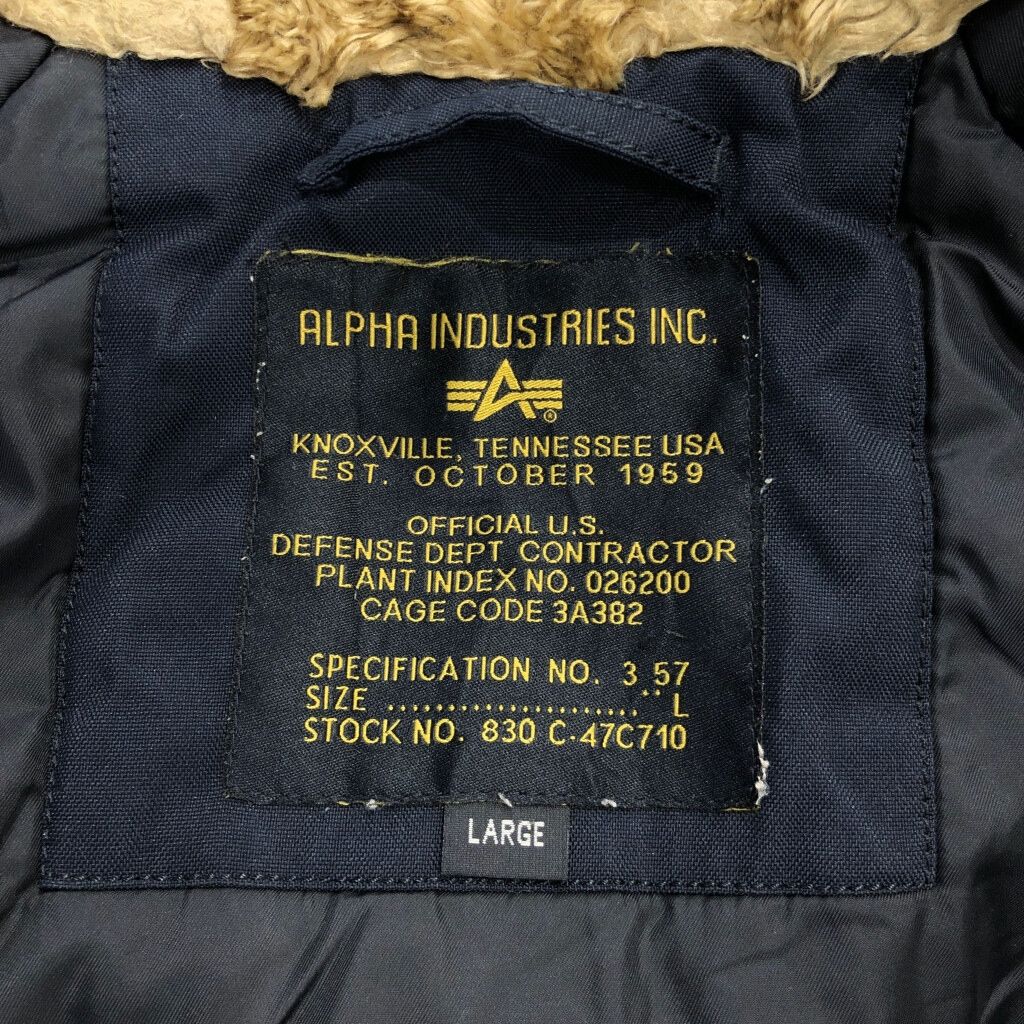 ALPHA INDUSTRIES INC.
A®
KNOXVILLE, TENNESSEE USA
EST. OCTOBER 1959
OFFICIAL U.S.
DEFENSE DEPT CONTRACTOR
PLANT INDEX NO. 026200
CAGE CODE 3A382
SPECIFICATION NO. 3 57
SIZE ..................... L
STOCK NO. 830 C-47C710
LARGE